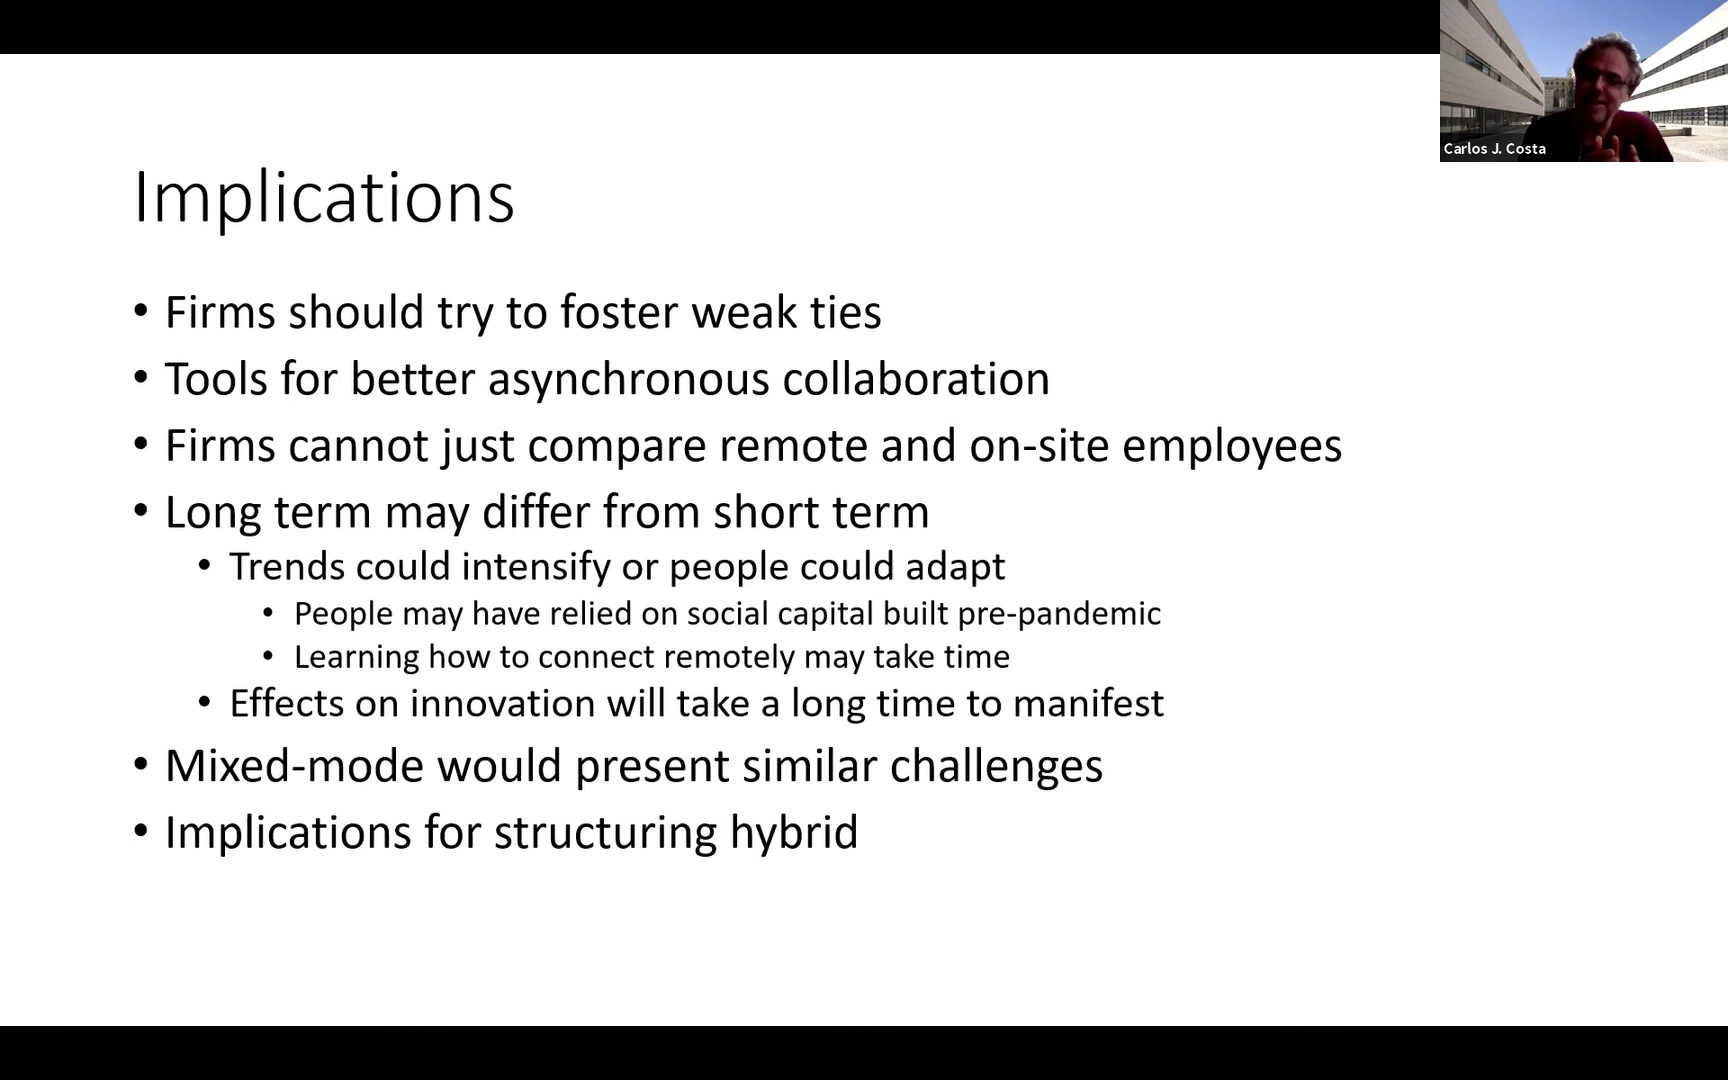 Carlos J. Costa
Implications
• Firms should try to foster weak ties
• Tools for better asynchronous collaboration
• Firms cannot just compare remote and on-site employees
• Long term may differ from short term
• Trends could intensify or people could adapt
• People may have relied on social capital built pre-pandemic
• Learning how to connect remotely may take time
• Effects on innovation will take a long time to manifest
• Mixed-mode would present similar challenges
• Implications for structuring hybrid